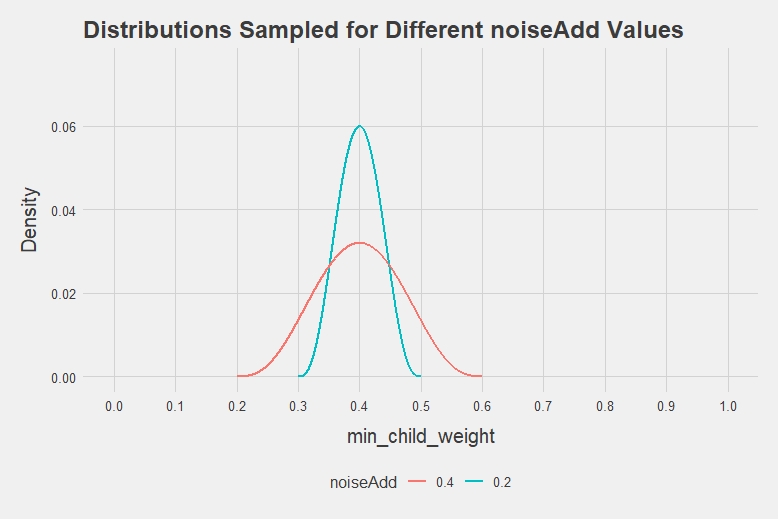 Distributions Sampled for Different noiseAdd Values
0.06
0.04
0.02
0.00
Density
0.0 0.1 0.2 0.3 0.4 0.5 0.6 0.7 0.8 0.9 1.0
min_child_weight
noiseAdd 0.4 0.2